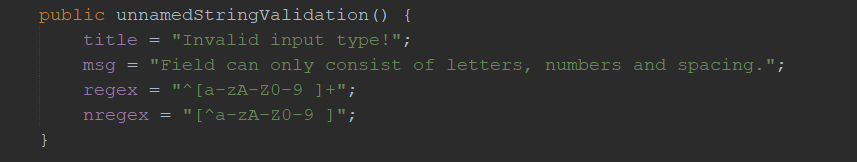 public unnamedStringValidation() {
title = "Invalid input type!";
msg = "Field can only consist of letters, numbers and spacing.";
regex = "^[a-zA-Z0-9 ]+";
nregex = "[^a-zA-Z0-9 ]";
}